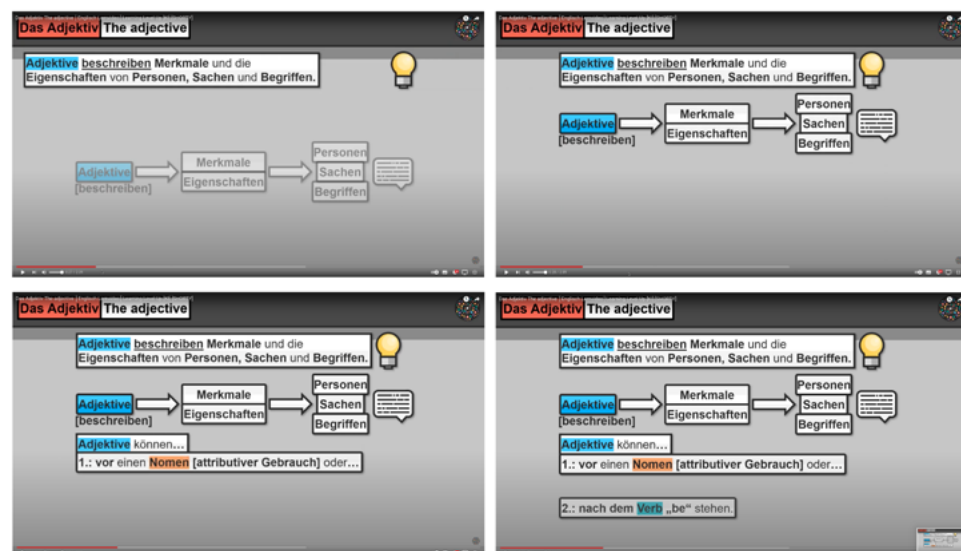 Das Adjektiv The adjective
Adjektive beschreiben Merkmale und die
Eigenschaften von Personen, Sachen und Begriffen.
Adjektive
[beschreiben]
Merkmale
Eigenschaften
Personen
Sachen
Begriffen
Das Adjektiv The adjective
Adjektive beschreiben Merkmale und die
Eigenschaften von Personen, Sachen und Begriffen.
Adjektive
[beschreiben]
Merkmale
Eigenschaften
Personen
Sachen
Begriffen
Das Adjektiv The adjective
Adjektive beschreiben Merkmale und die
Eigenschaften von Personen, Sachen und Begriffen.
Adjektive
[beschreiben]
Merkmale
Eigenschaften
Personen
Sachen
Begriffen
Adjektive können...
1.: vor einen Nomen [attributiver Gebrauch] oder...
Das Adjektiv The adjective
Adjektive beschreiben Merkmale und die
Eigenschaften von Personen, Sachen und Begriffen.
Adjektive
[beschreiben]
Merkmale
Eigenschaften
Personen
Sachen
Begriffen
Adjektive können...
1.: vor einen Nomen [attributiver Gebrauch] oder...
2.: nach dem Verb „be“ stehen.